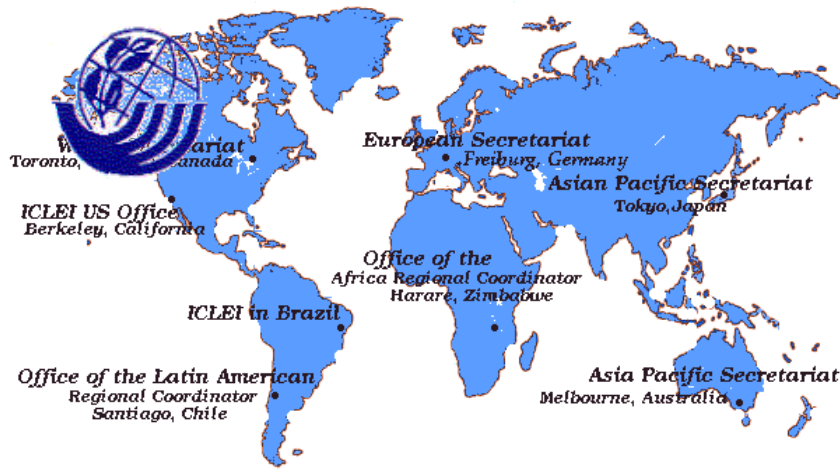 Toronto, Canada
European Secretariat
Freiburg, Germany
Asian Pacific Secretariat
Tokyo,Japan
ICLEI US Office
Berkeley, California
Office of the
Africa Regional Coordinator
Harare, Zimbabwe
ICLEI in Brazil
Office of the Latin American
Regional Coordinator
Santiago, Chile
Asia Pacific Secretariat
Melbourne, Australia